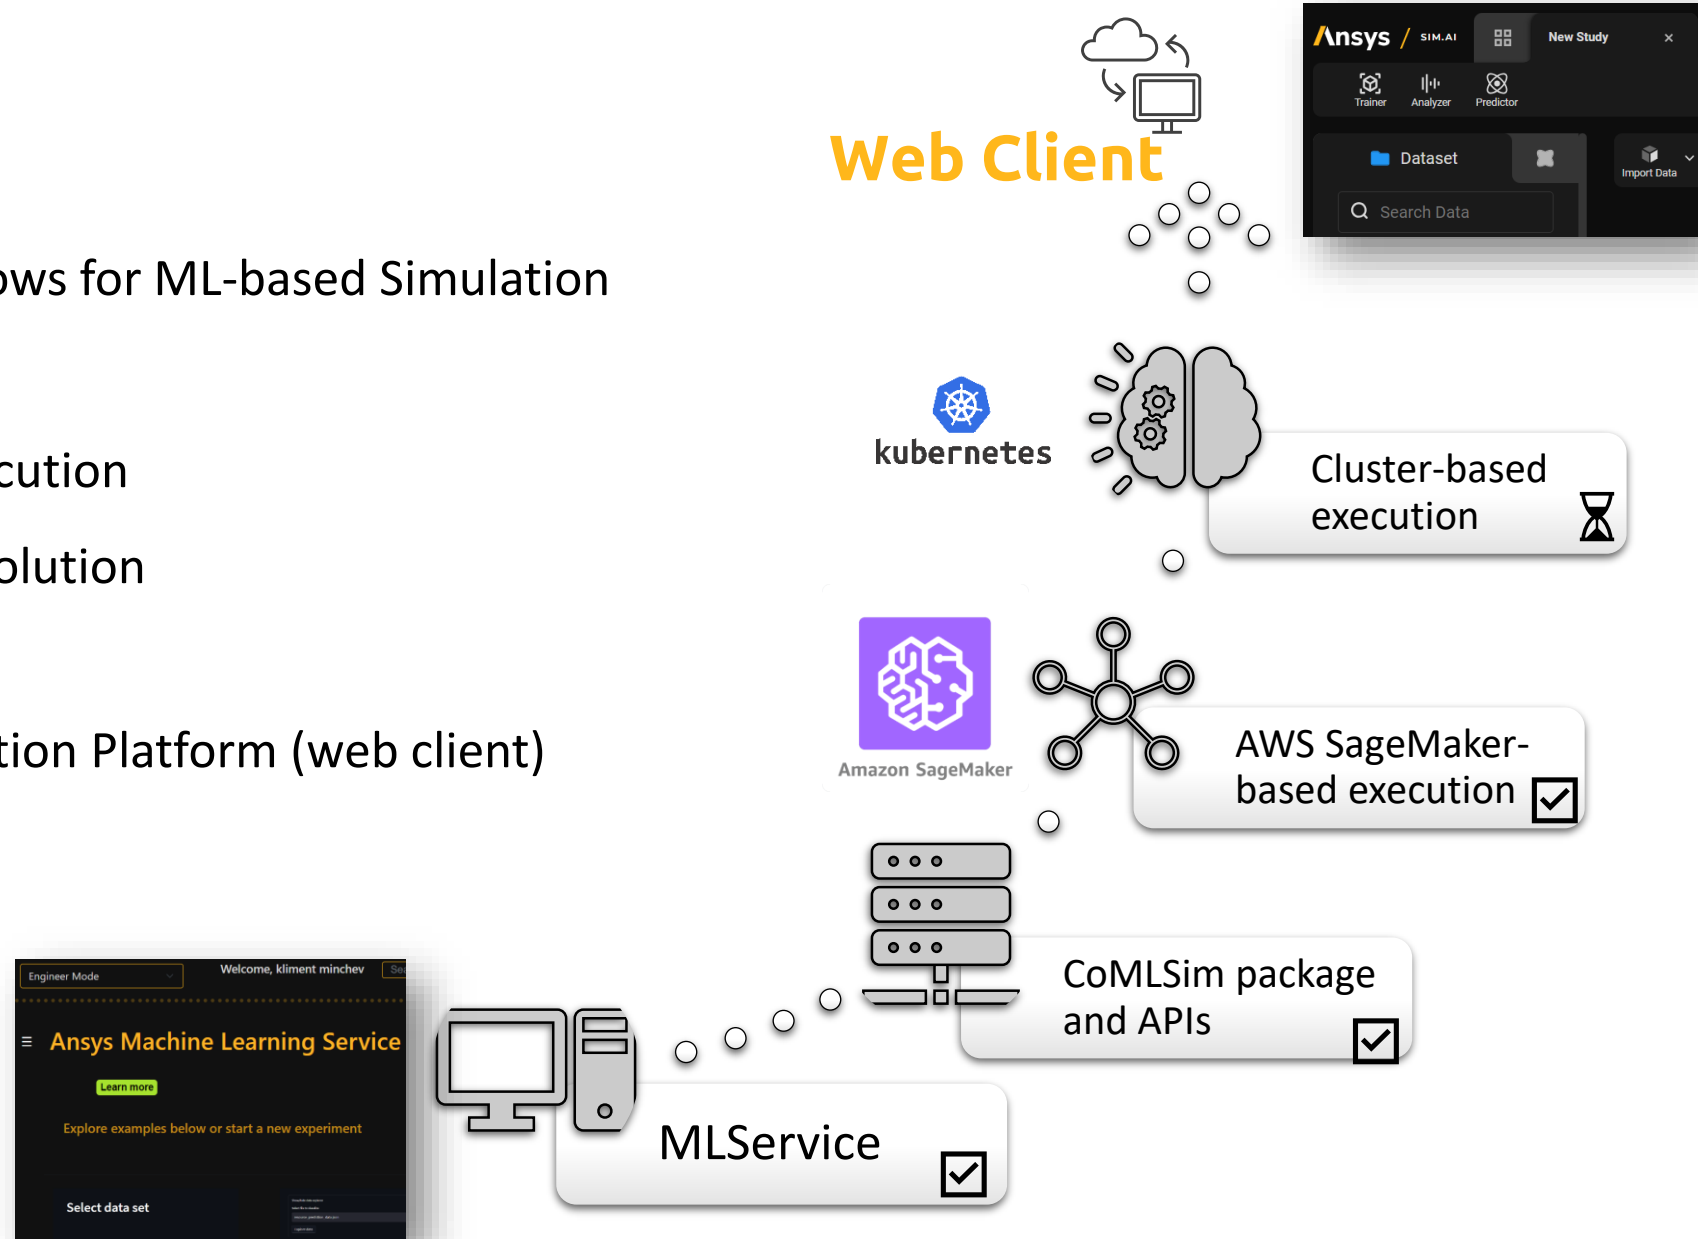 Ansys / SIM.AI
New Study
Trainer Analyzer Predictor
Dataset
Import Data
Search Data
Web Client
ows for ML-based Simulation
kubernetes
Cluster-based
execution
cution
olution
Amazon SageMaker
AWS SageMaker-
based execution
tion Platform (web client)
CoMLSim package
and APIs
Engineer Mode
Welcome, kliment minchev
Sea
Ansys Machine Learning Service
Learn more
Explore examples below or start a new experiment
Select data set
MLService